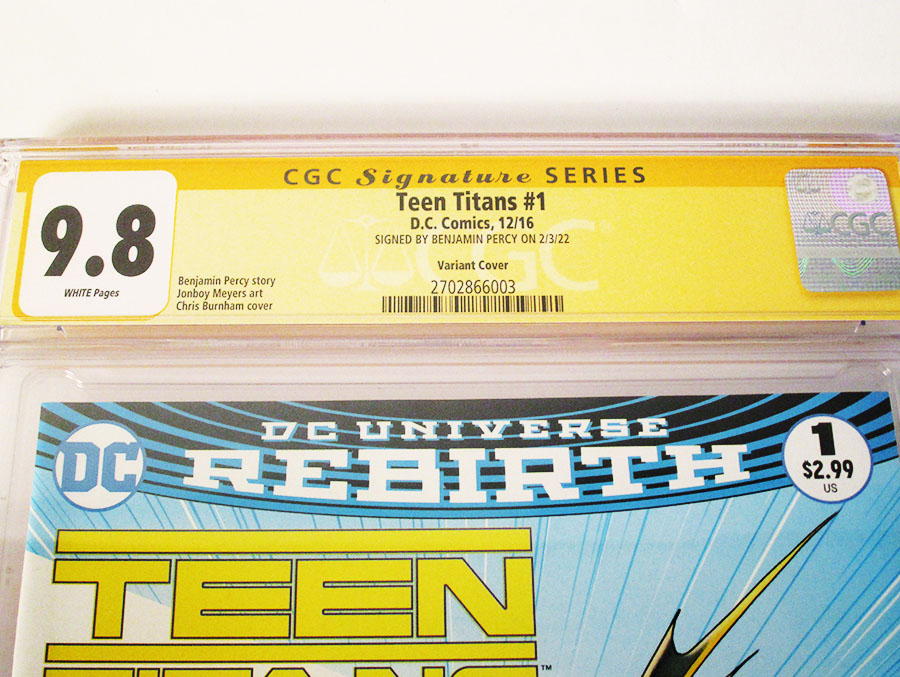 CGC Signature SERIES
Teen Titans #1
D.C. Comics, 12/16
SIGNED BY BENJAMIN PERCY ON 2/3/22
Variant Cover
2702866003
9.8
WHITE Pages
Benjamin Percy story
Jonboy Meyers art
Chris Burnham cover
CGC
CGC
DC
DC UNIVERSE
REBIRTH
1
$2.99
US
TEEN
TITANS™